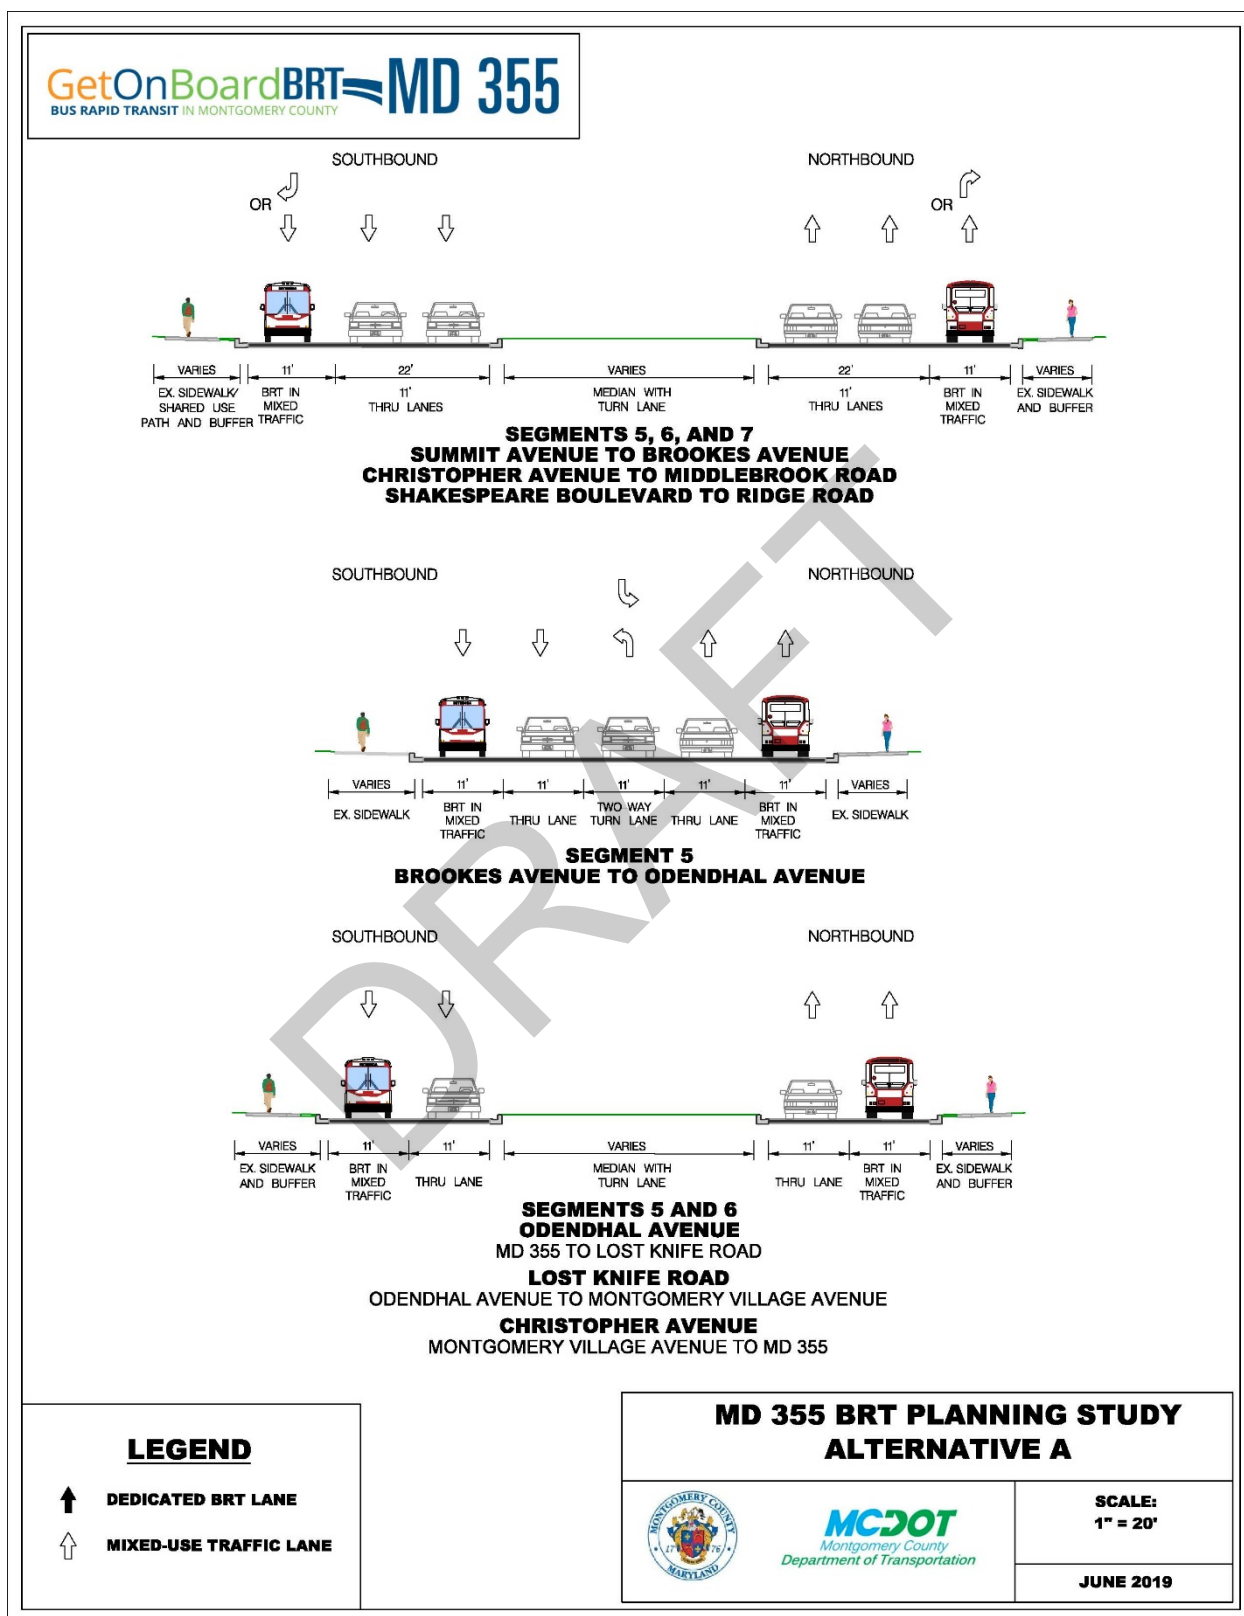 GetOnBoardBRT MD 355
BUS RAPID TRANSIT IN MONTGOMERY COUNTY
SOUTHBOUND
NORTHBOUND
OR
OR
VARIES
11'
22'
VARIES
22'
11'
VARIES
EX. SIDEWALK/
SHARED USE
PATH AND BUFFER
BRT IN
MIXED
TRAFFIC
11'
THRU LANES
MEDIAN WITH
TURN LANE
11'
THRU LANES
BRT IN
MIXED
TRAFFIC
EX. SIDEWALK
AND BUFFER
SEGMENTS 5, 6, AND 7
SUMMIT AVENUE TO BROOKES AVENUE
CHRISTOPHER AVENUE TO MIDDLEBROOK ROAD
SHAKESPEARE BOULEVARD TO RIDGE ROAD
SOUTHBOUND
NORTHBOUND
VARIES
11'
11'
11'
11'
11'
VARIES
EX. SIDEWALK
BRT IN
MIXED
TRAFFIC
THRU LANE
TWO WAY
TURN LANE
THRU LANE
BRT IN
MIXED
TRAFFIC
EX. SIDEWALK
SEGMENT 5
BROOKES AVENUE TO ODENDHAL AVENUE
SOUTHBOUND
NORTHBOUND
VARIES
11'
11'
VARIES
11'
11'
VARIES
EX. SIDEWALK
AND BUFFER
BRT IN
MIXED
TRAFFIC
THRU LANE
MEDIAN WITH
TURN LANE
THRU LANE
BRT IN
MIXED
TRAFFIC
EX. SIDEWALK
AND BUFFER
SEGMENTS 5 AND 6
ODENDHAL AVENUE
MD 355 TO LOST KNIFE ROAD
LOST KNIFE ROAD
ODENDHAL AVENUE TO MONTGOMERY VILLAGE AVENUE
CHRISTOPHER AVENUE
MONTGOMERY VILLAGE AVENUE TO MD 355
DRAFT
LEGEND
DEDICATED BRT LANE
MIXED-USE TRAFFIC LANE
MD 355 BRT PLANNING STUDY
ALTERNATIVE A
MONTGOMERY COUNTY
17 76
MARYLAND
MCDOT
Montgomery County
Department of Transportation
SCALE:
1" = 20'
JUNE 2019